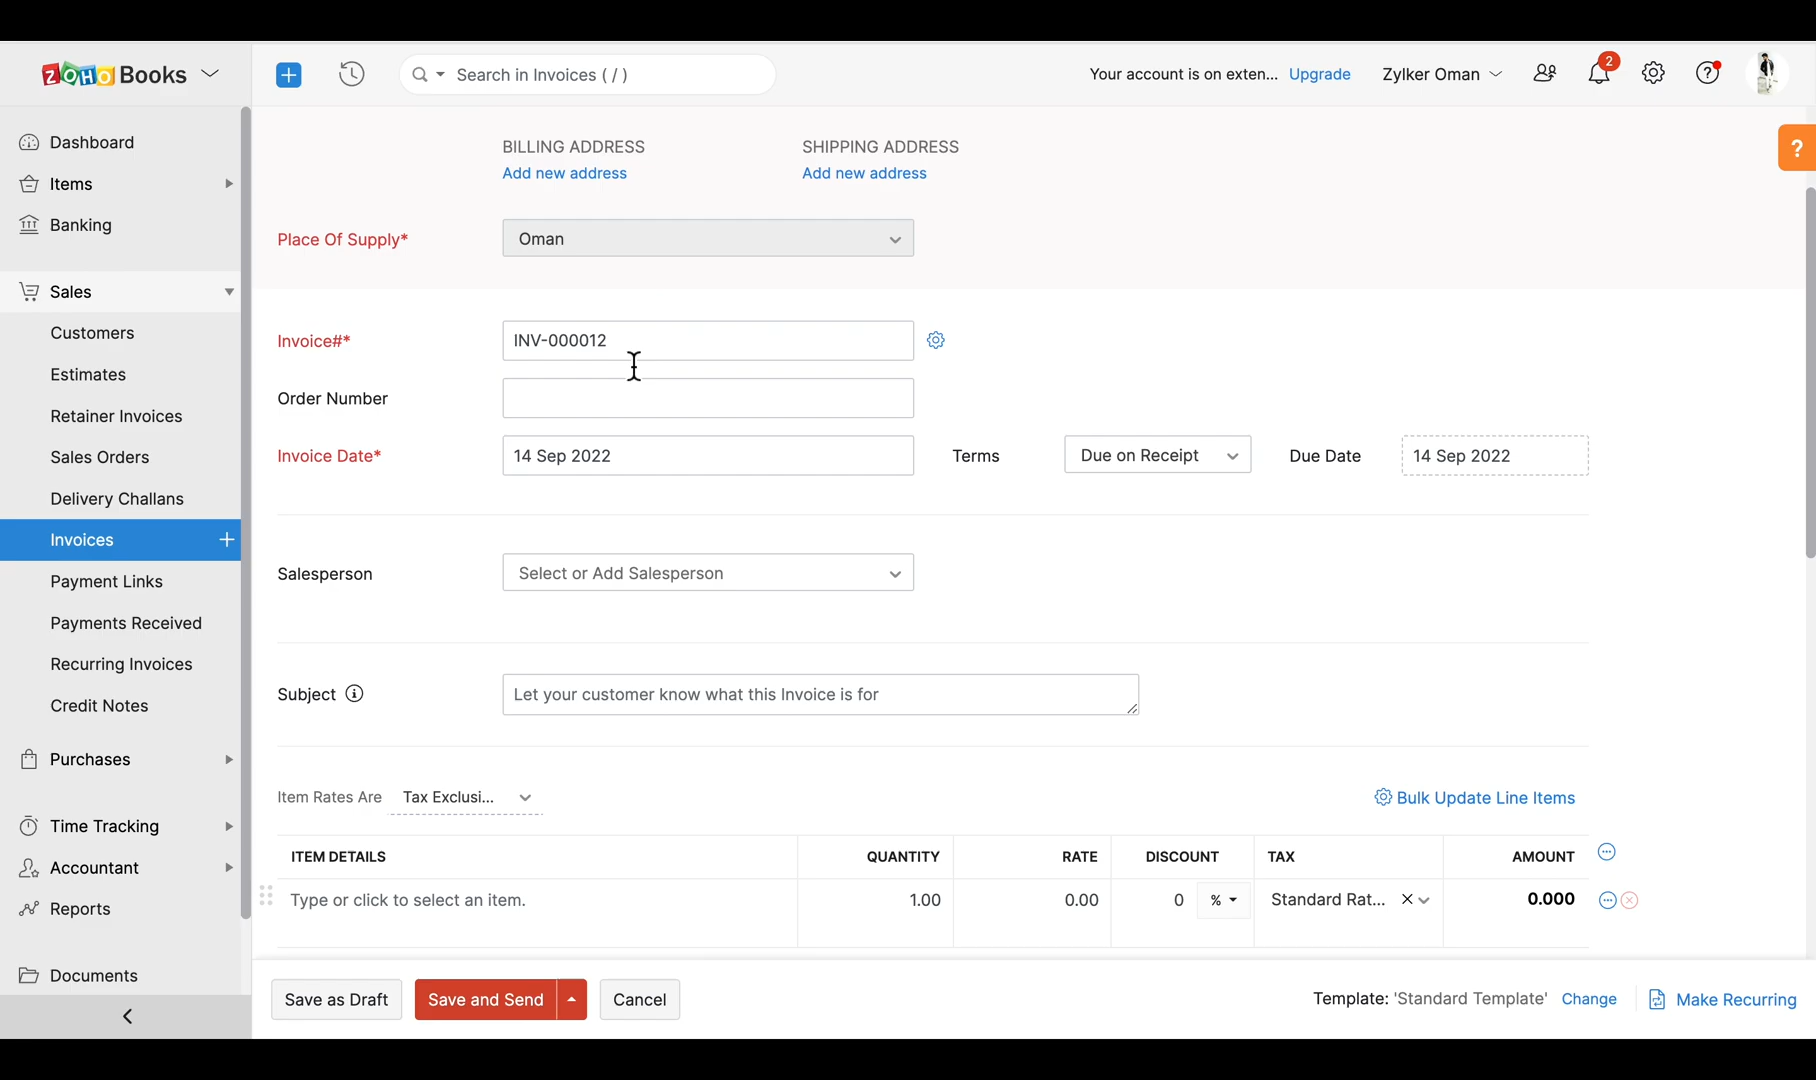 ZOHO Books
Search in Invoices ( / )
Your account is on exten... Upgrade
Zylker Oman
2
Dashboard
Items
Banking
Sales
Customers
Estimates
Retainer Invoices
Sales Orders
Delivery Challans
Invoices
Payment Links
Payments Received
Recurring Invoices
Credit Notes
Purchases
Time Tracking
Accountant
Reports
Documents
BILLING ADDRESS
Add new address
SHIPPING ADDRESS
Add new address
?
Place Of Supply*
Oman
Invoice#*
INV-000012
Order Number
Invoice Date*
14 Sep 2022
Terms
Due on Receipt
Due Date
14 Sep 2022
Salesperson
Select or Add Salesperson
Subject
Let your customer know what this Invoice is for
Item Rates Are
Tax Exclusi...
Bulk Update Line Items
ITEM DETAILS QUANTITY RATE DISCOUNT TAX AMOUNT
Type or click to select an item. 1.00 0.00 0 % Standard Rat... 0.000
Save as Draft
Save and Send
Cancel
Template: 'Standard Template' Change
Make Recurring